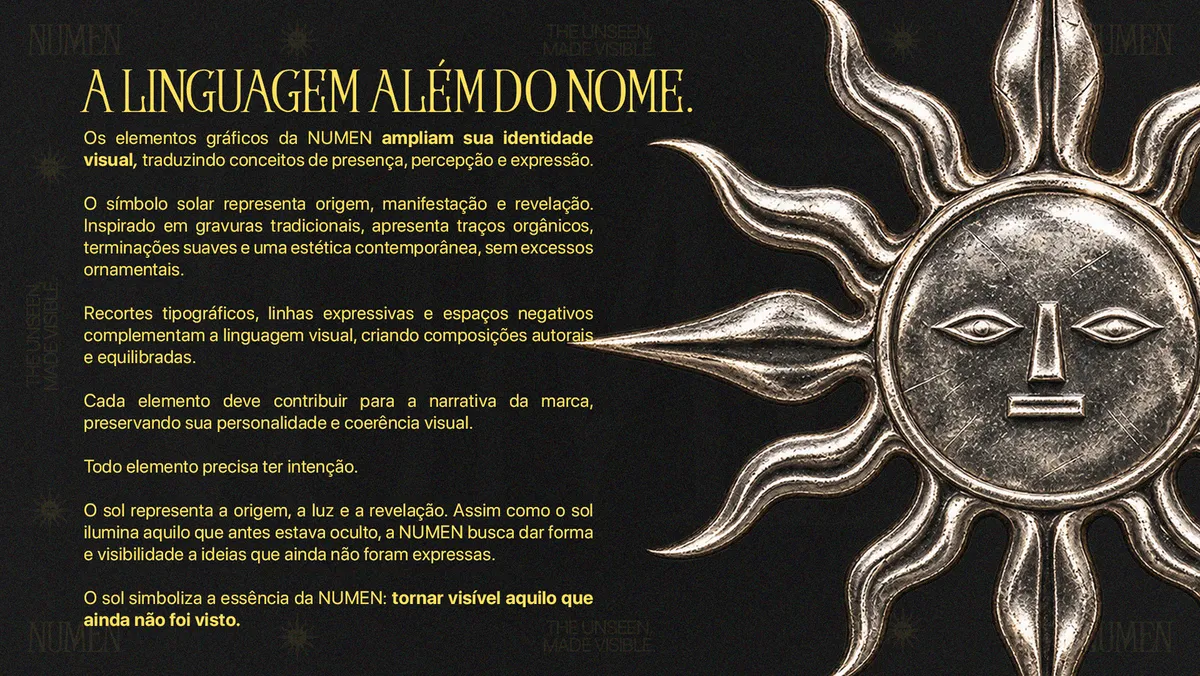 NUMEN
THE UNSEEN,
MADE VISIBLE
UMEN
A LINGUAGEM ALÉM DO NOME.
Os elementos gráficos da NUMEN ampliam sua identidade
visual, traduzindo conceitos de presença, percepção e expressão.
O símbolo solar representa origem, manifestação e revelação.
Inspirado em gravuras tradicionais, apresenta traços orgânicos,
terminações suaves e uma estética contemporânea, sem excessos
ornamentais.
THE UNSEEN,
MADE VISIBLE
Recortes tipográficos, linhas expressivas e espaços negativos
complementam a linguagem visual, criando composições autorais
e equilibradas.
Cada elemento deve contribuir para a narrativa da marca,
preservando sua personalidade e coerência visual.
Todo elemento precisa ter intenção.
O sol representa a origem, a luz e a revelação. Assim como o sol
ilumina aquilo que antes estava oculto, a NUMEN busca dar forma
e visibilidade a ideias que ainda não foram expressas.
O sol simboliza a essência da NUMEN: tornar visível aquilo que
ainda não foi visto.
NUMEN
THE UNSEEN,
MADE VISIBLE
UMEN